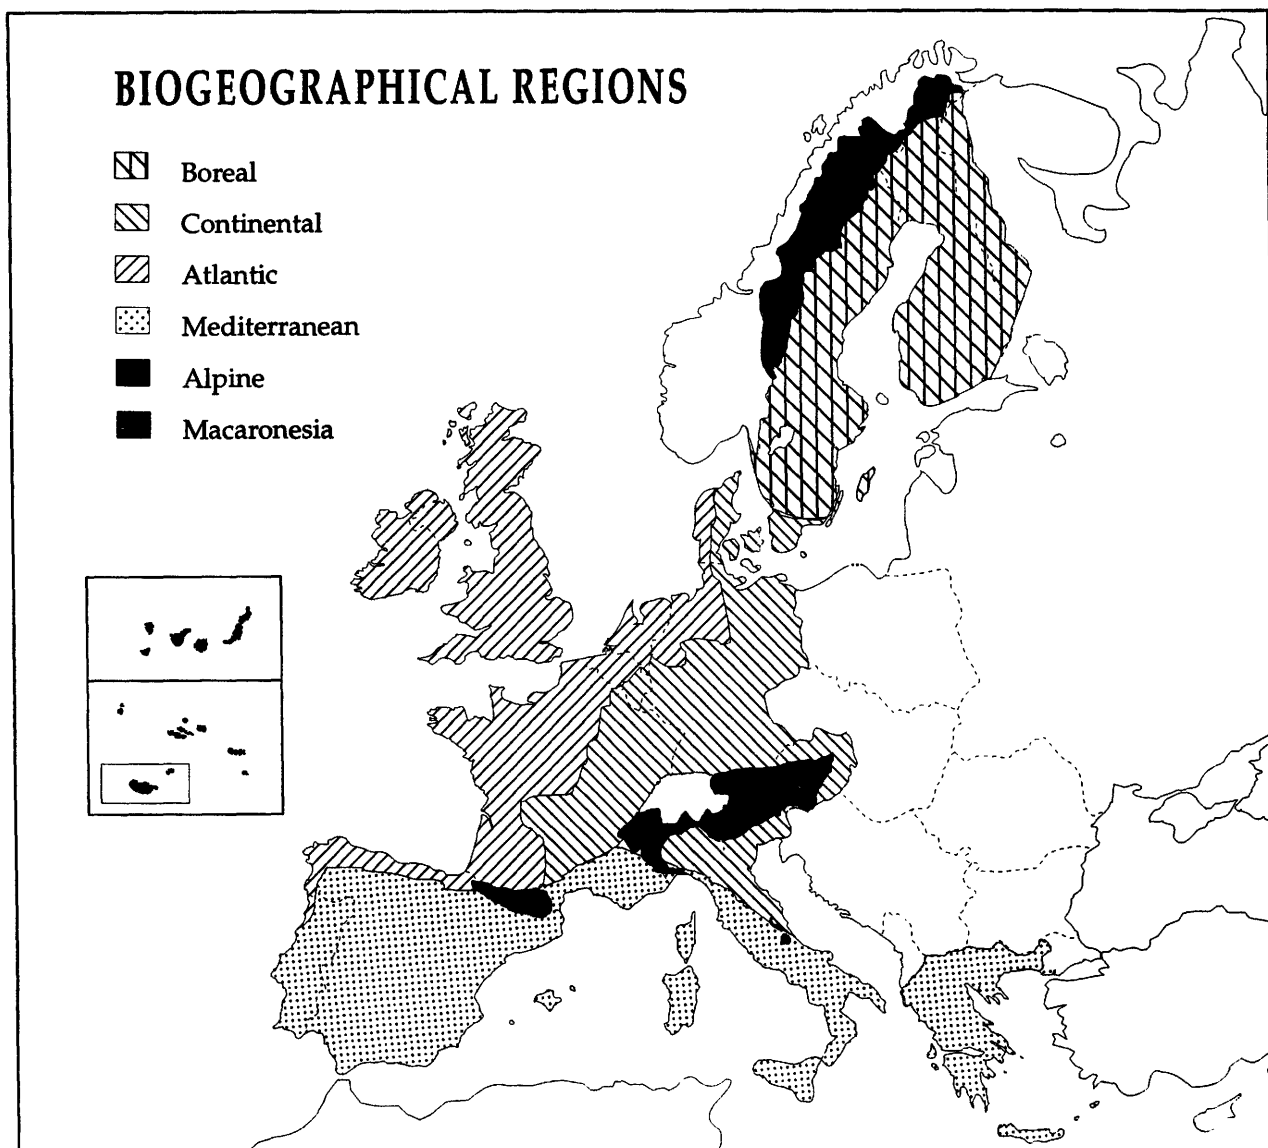 BIOGEOGRAPHICAL REGIONS
Boreal
Continental
Atlantic
Mediterranean
Alpine
Macaronesia